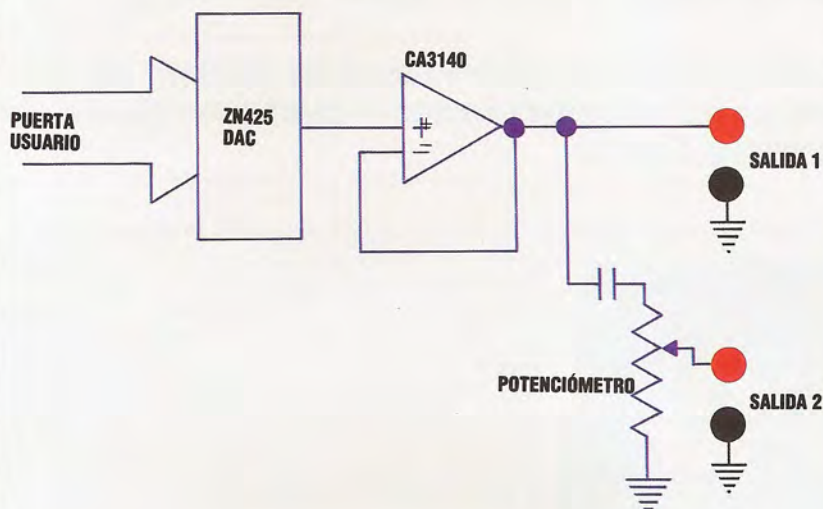 CA3140
PUERTA
USUARIO
ZN425
DAC
+
−
SALIDA 1
POTENCIÓMETRO
SALIDA 2